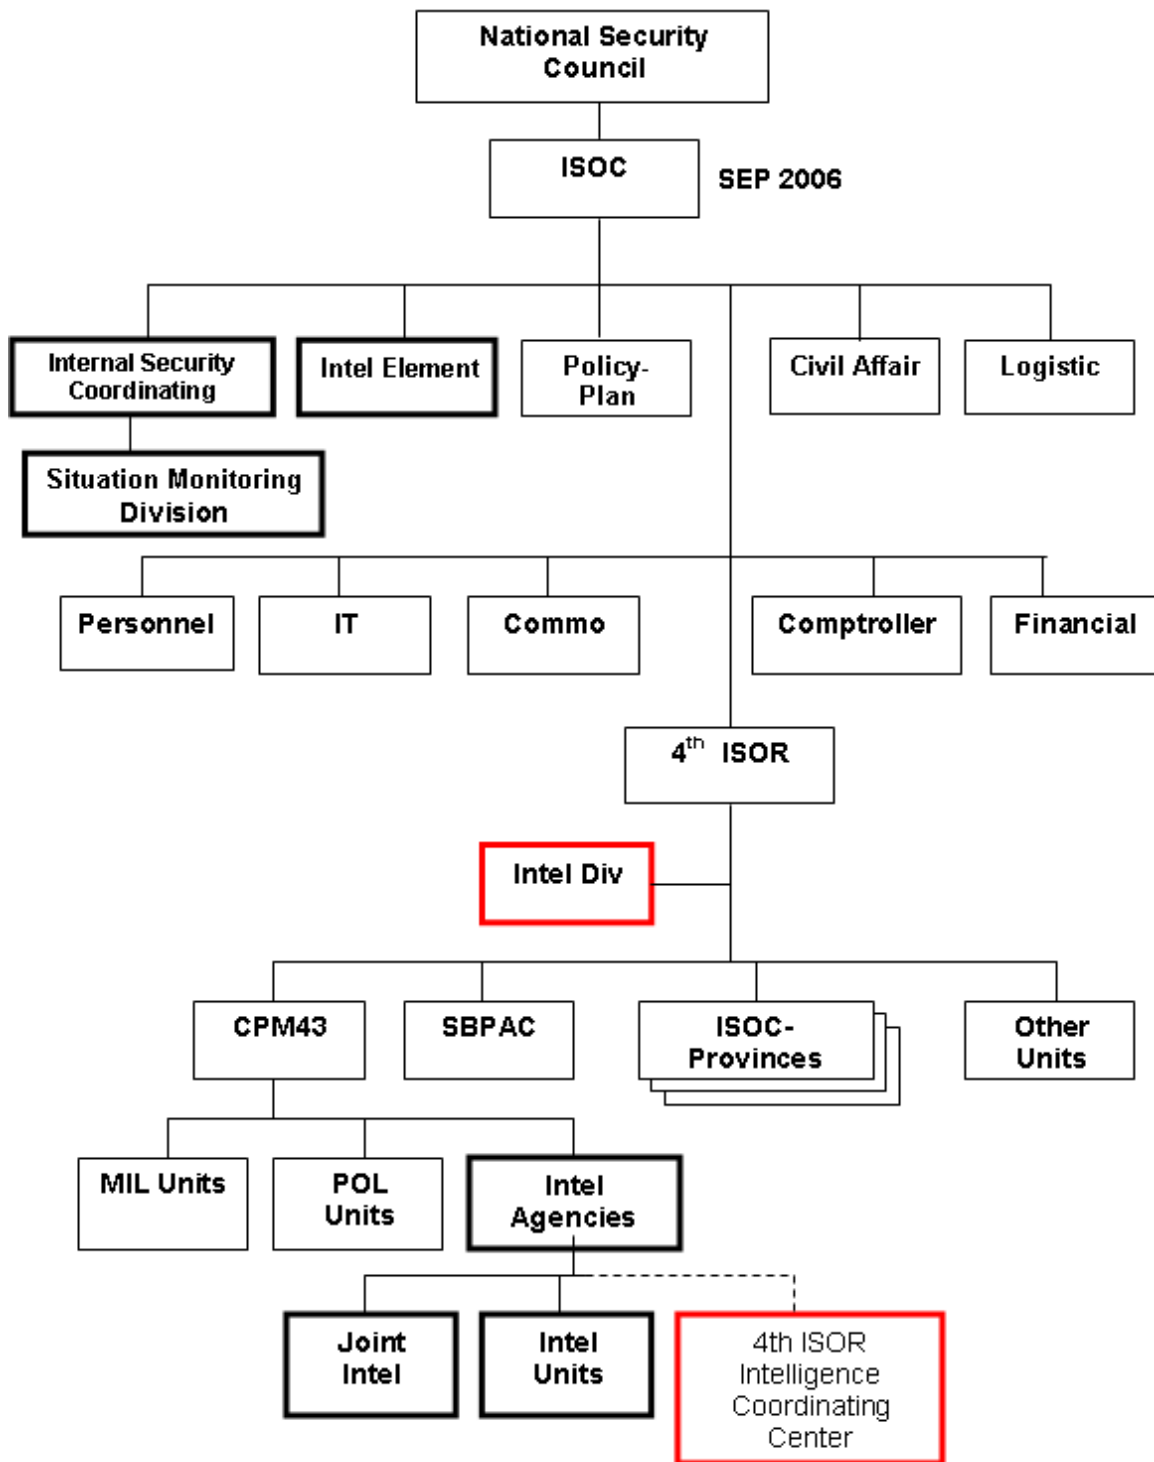 National Security
Council
ISOC
SEP 2006
Internal Security
Coordinating
Intel Element
Policy-
Plan
Civil Affair
Logistic
Situation Monitoring
Division
Personnel
IT
Commo
Comptroller
Financial
4th ISOR
Intel Div
CPM43
SBPAC
ISOC-
Provinces
Other
Units
MIL Units
POL
Units
Intel
Agencies
Joint
Intel
Intel
Units
4th ISOR
Intelligence
Coordinating
Center